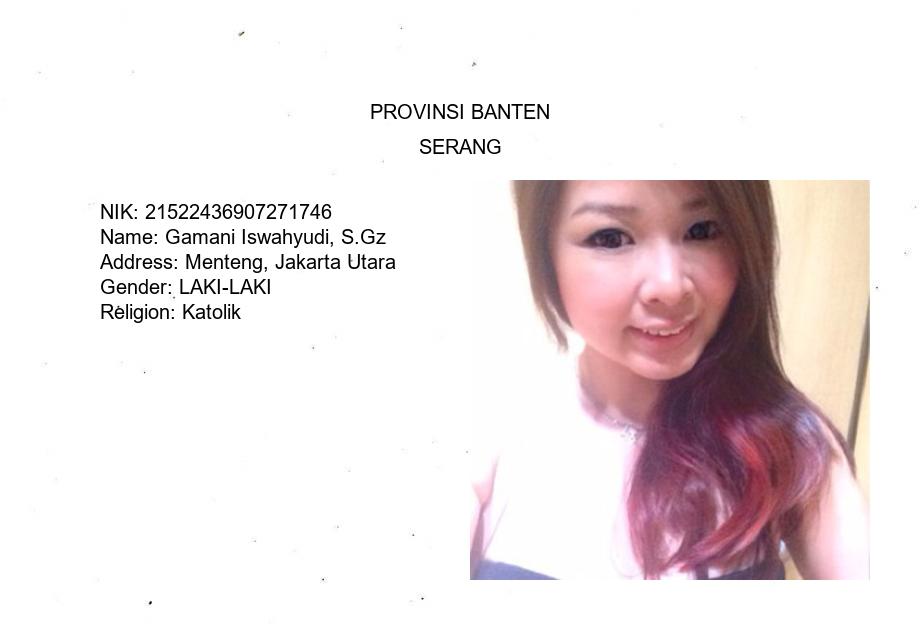 PROVINSI BANTEN
SERANG
NIK: 21522436907271746
Name: Gamani Iswahyudi, S.Gz
Address: Menteng, Jakarta Utara
Gender: LAKI-LAKI
Religion: Katolik